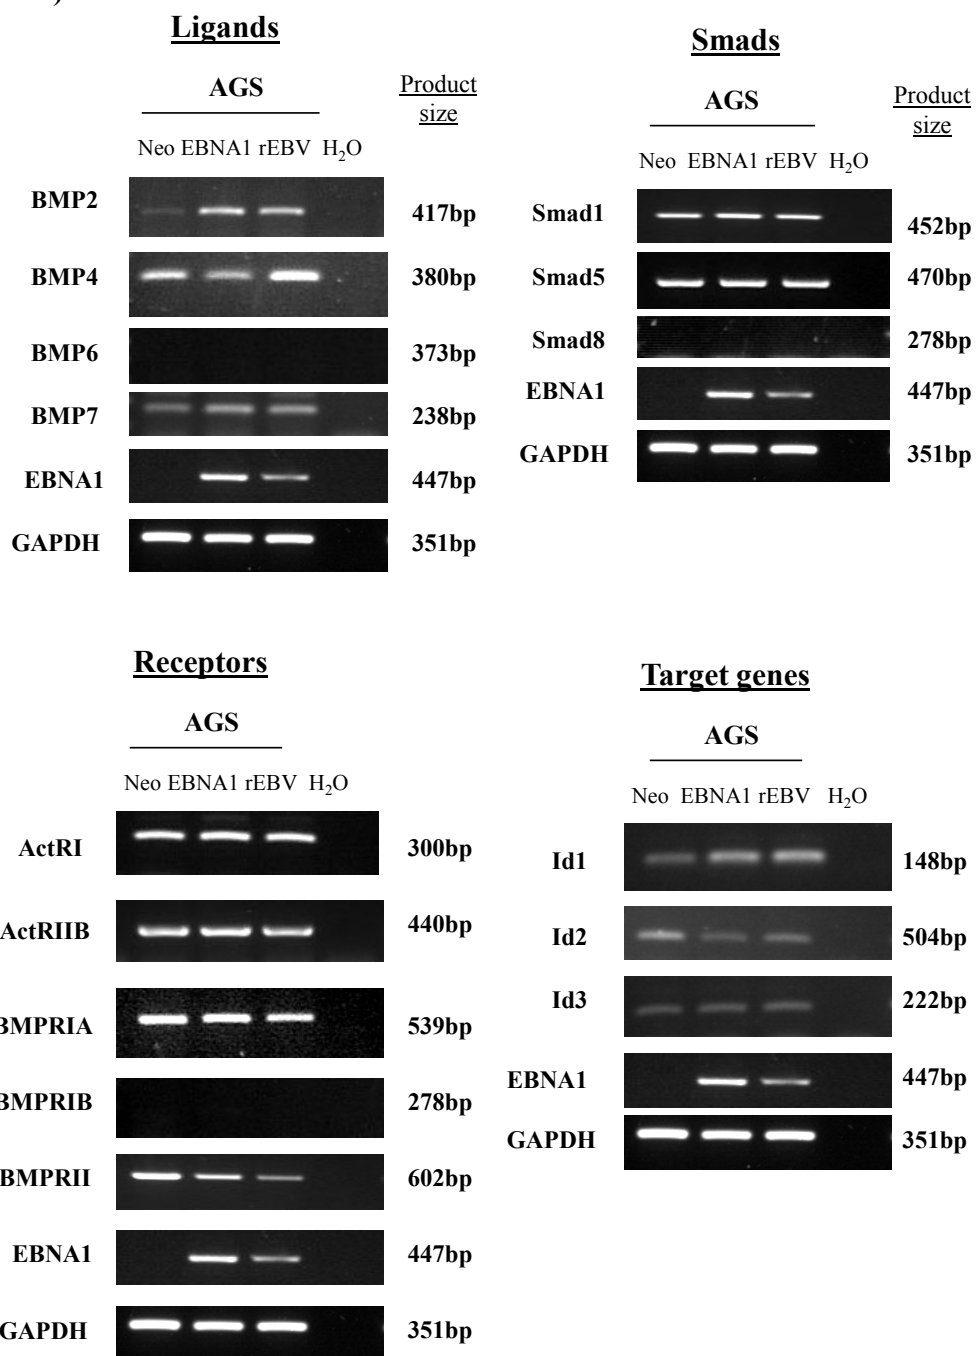 )
Ligands
AGS
Product
size
Neo EBNA1 rEBV H₂O
BMP2 417bp
BMP4 380bp
BMP6 373bp
BMP7 238bp
EBNA1 447bp
GAPDH 351bp
Smads
AGS
Product
size
Neo EBNA1 rEBV H₂O
Smad1 452bp
Smad5 470bp
Smad8 278bp
EBNA1 447bp
GAPDH 351bp
Receptors
AGS
Neo EBNA1 rEBV H₂O
ActRI 300bp
ActRIIB 440bp
BMPRIA 539bp
BMPRIB 278bp
BMPRII 602bp
EBNA1 447bp
GAPDH 351bp
Target genes
AGS
Neo EBNA1 rEBV H₂O
Id1 148bp
Id2 504bp
Id3 222bp
EBNA1 447bp
GAPDH 351bp